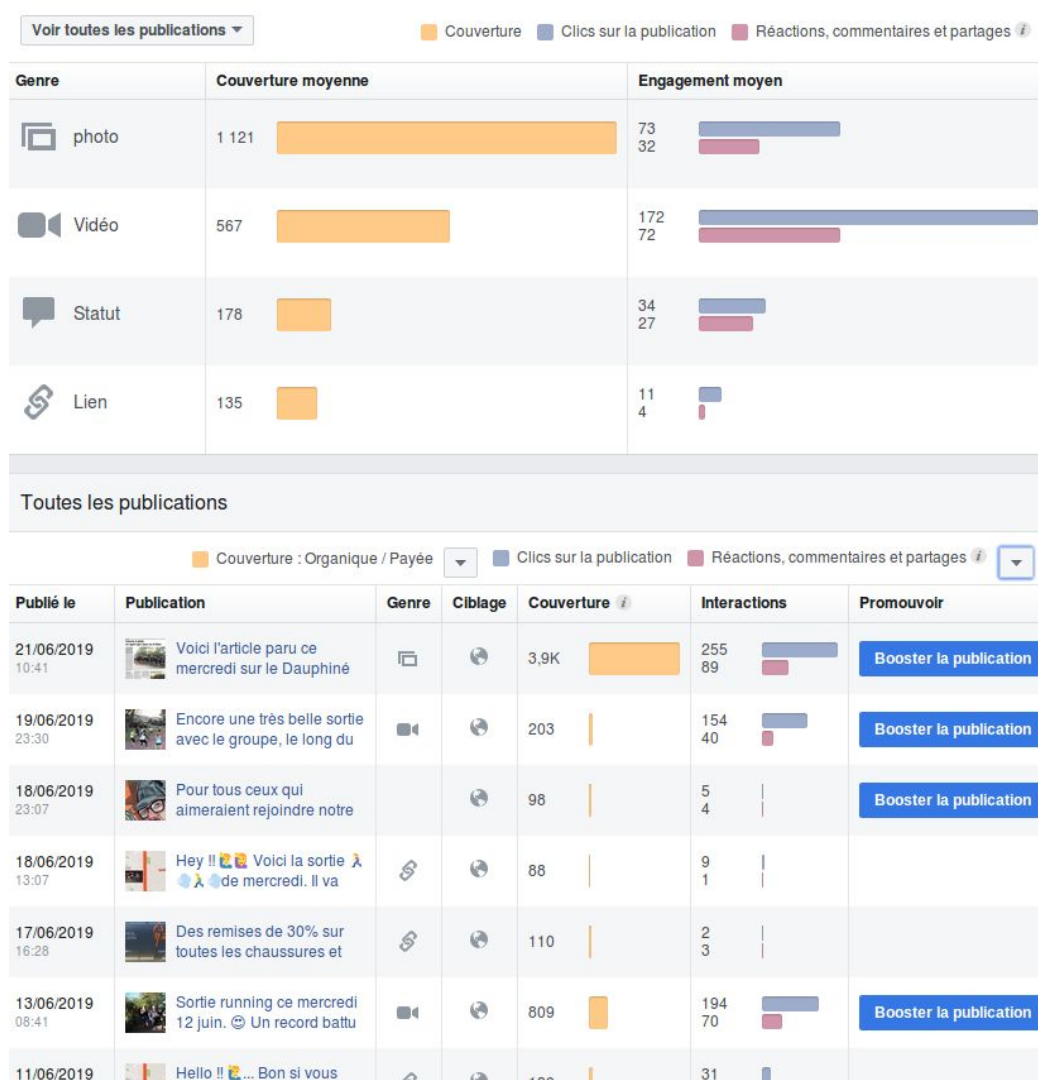 Voir toutes les publications
Couverture Clics sur la publication Réactions, commentaires et partages i
Genre Couverture moyenne Engagement moyen
photo 1 121 73
32
Vidéo 567 172
72
Statut 178 34
27
Lien 135 11
4
Toutes les publications
Couverture : Organique / Payée Clics sur la publication Réactions, commentaires et partages i
Publié le Publication Genre Ciblage Couverture i Interactions Promouvoir
21/06/2019 Voici l'article paru ce 3,9K 255 Booster la publication
10:41 mercredi sur le Dauphiné 89
19/06/2019 Encore une très belle sortie 203 154 Booster la publication
23:30 avec le groupe, le long du 40
18/06/2019 Pour tous ceux qui 98 5 Booster la publication
23:07 aimeraient rejoindre notre 4
18/06/2019 Hey !! Voici la sortie 88 9
13:07 de mercredi. Il va 1
17/06/2019 Des remises de 30% sur 110 2
16:28 toutes les chaussures et 3
13/06/2019 Sortie running ce mercredi 809 194 Booster la publication
08:41 12 juin. 😍 Un record battu 70
11/06/2019 Hello !! ... Bon si vous 31